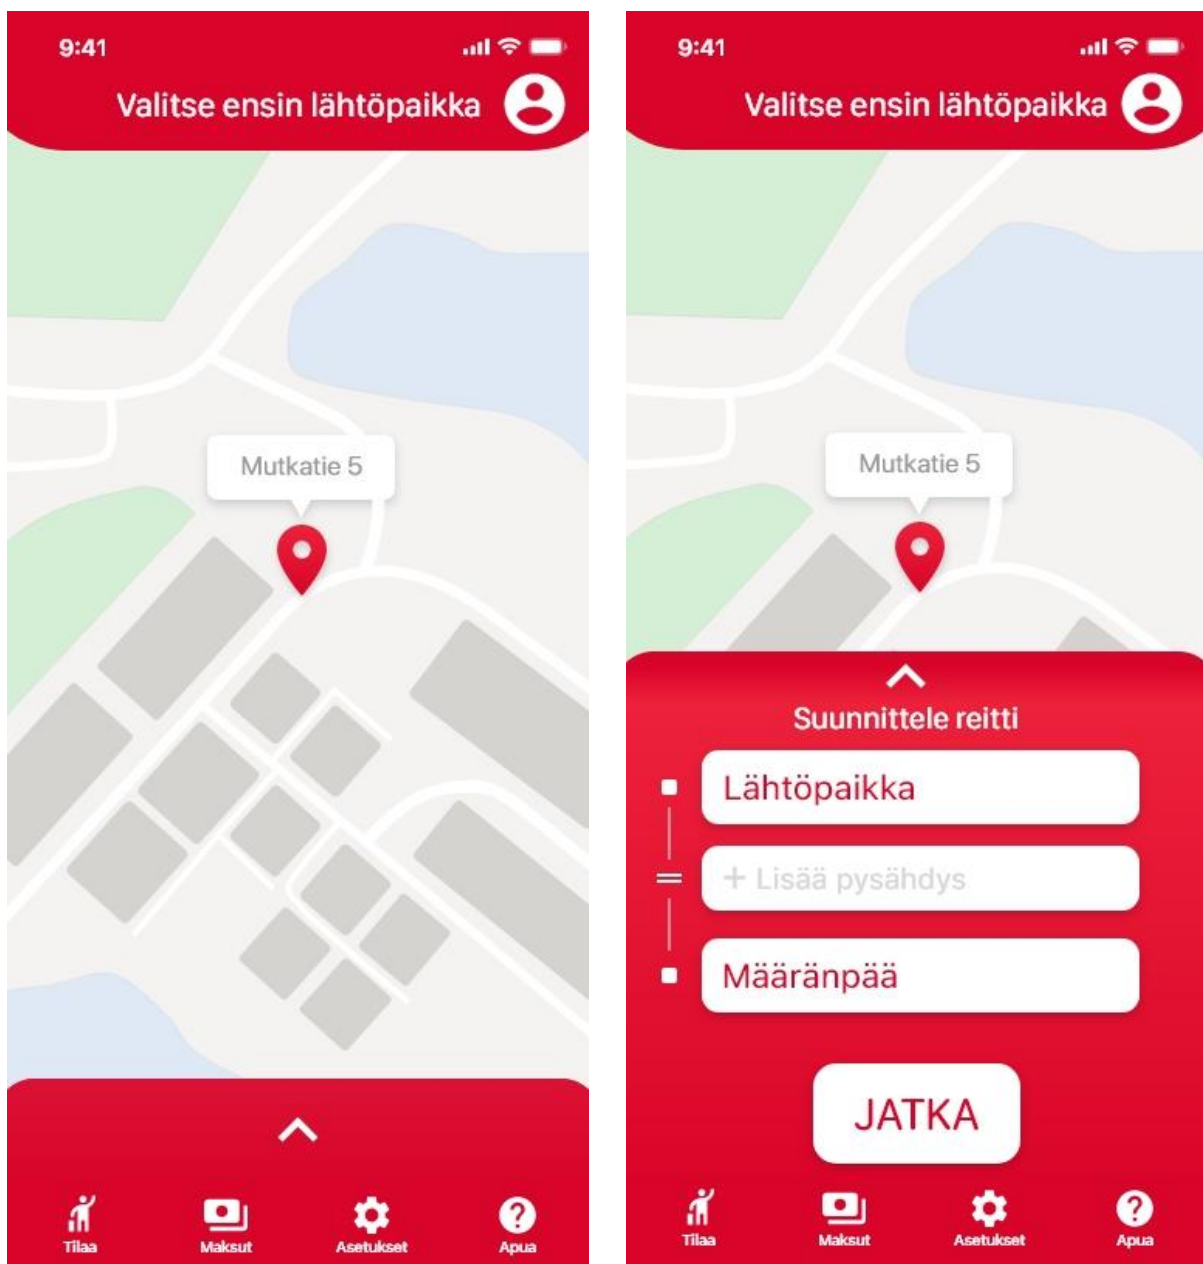 9:41
Valitse ensin lähtöpaikka
Mutkatie 5
Tilaa
Maksut
Asetukset
Apua
9:41
Valitse ensin lähtöpaikka
Mutkatie 5
Suunnittele reitti
Lähtöpaikka
+ Lisää pysähdys
Määränpää
JATKA
Tilaa
Maksut
Asetukset
Apua